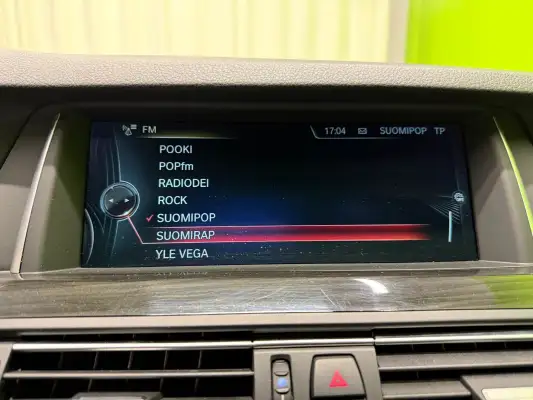 FM 17:04 SUOMIPOP TP
POOKI
POPfm
RADIODEI
ROCK
✓ SUOMIPOP
SUOMIRAP
YLE VEGA